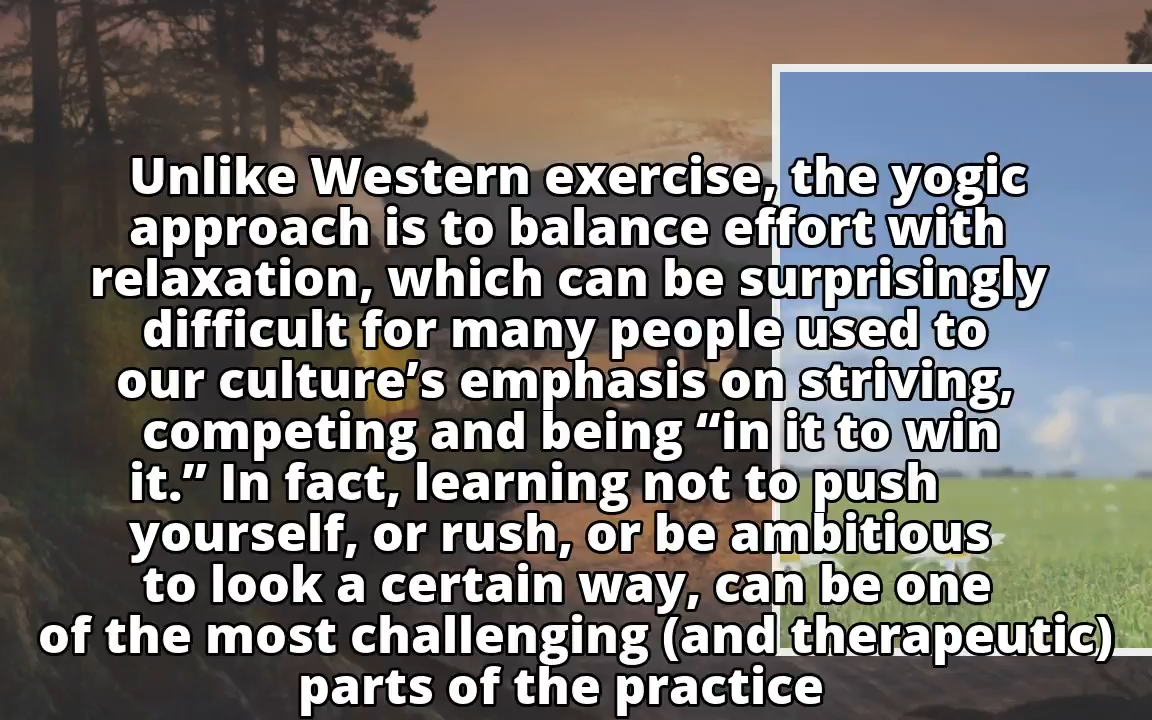 Unlike Western exercise, the yogic
approach is to balance effort with
relaxation, which can be surprisingly
difficult for many people used to
our culture’s emphasis on striving,
competing and being “in it to win
it.” In fact, learning not to push
yourself, or rush, or be ambitious
to look a certain way, can be one
of the most challenging (and therapeutic)
parts of the practice